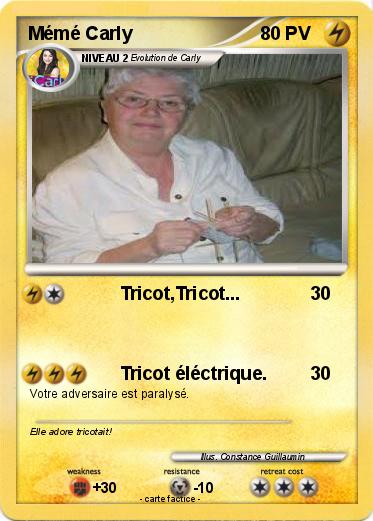 Mémé Carly 80 PV
NIVEAU 2 Evolution de Carly
Carl
Tricot,Tricot... 30
Tricot éléctrique. 30
Votre adversaire est paralysé.
Elle adore tricotait!
Illus. Constance Guillaumin
weakness resistance retreat cost
+30 -10
- carte factice -